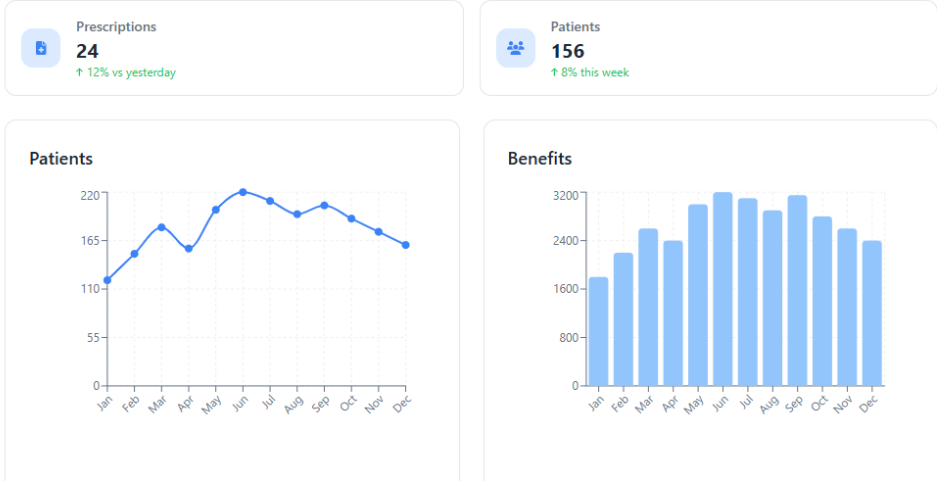 Prescriptions
24
↑ 12% vs yesterday
Patients
156
↑ 8% this week
Patients
220
165
110
55
0
Jan Feb Mar Apr May Jun Jul Aug Sep Oct Nov Dec
Benefits
3200
2400
1600
800
0
Jan Feb Mar Apr May Jun Jul Aug Sep Oct Nov Dec